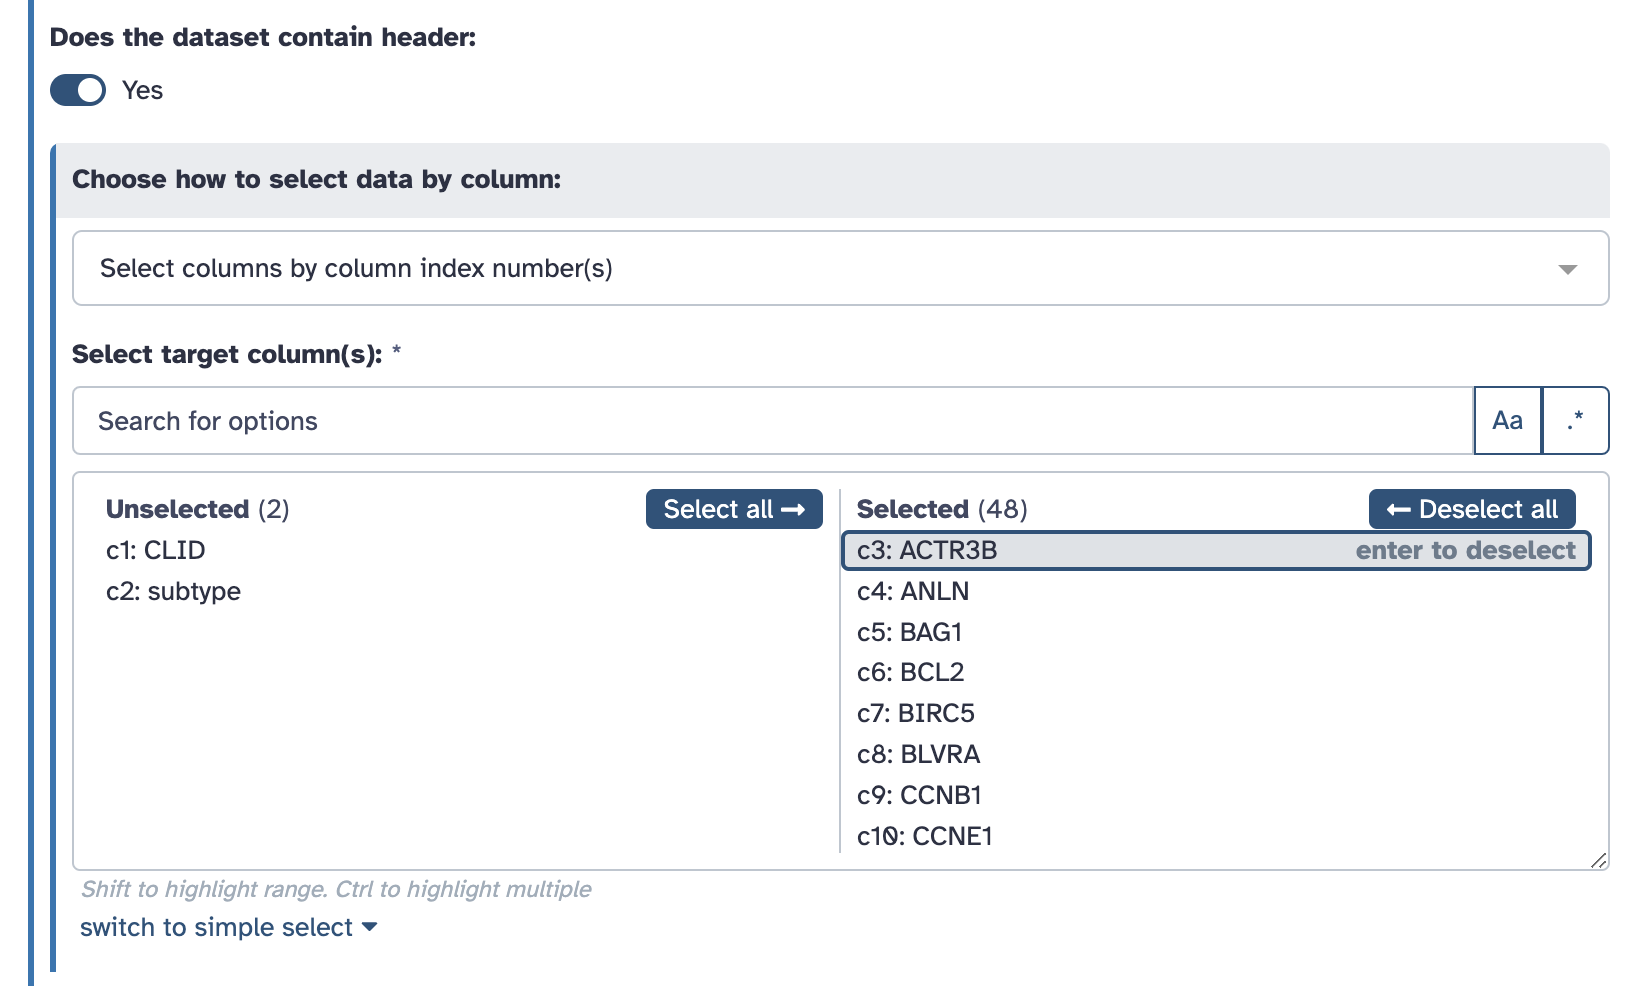 Does the dataset contain header:
Yes
Choose how to select data by column:
Select columns by column index number(s)
Select target column(s): *
Search for options
Aa
.*
Unselected (2)
Select all →
c1: CLID
c2: subtype
Selected (48)
← Deselect all
c3: ACTR3B
enter to deselect
c4: ANLN
c5: BAG1
c6: BCL2
c7: BIRC5
c8: BLVRA
c9: CCNB1
c10: CCNE1
Shift to highlight range. Ctrl to highlight multiple
switch to simple select